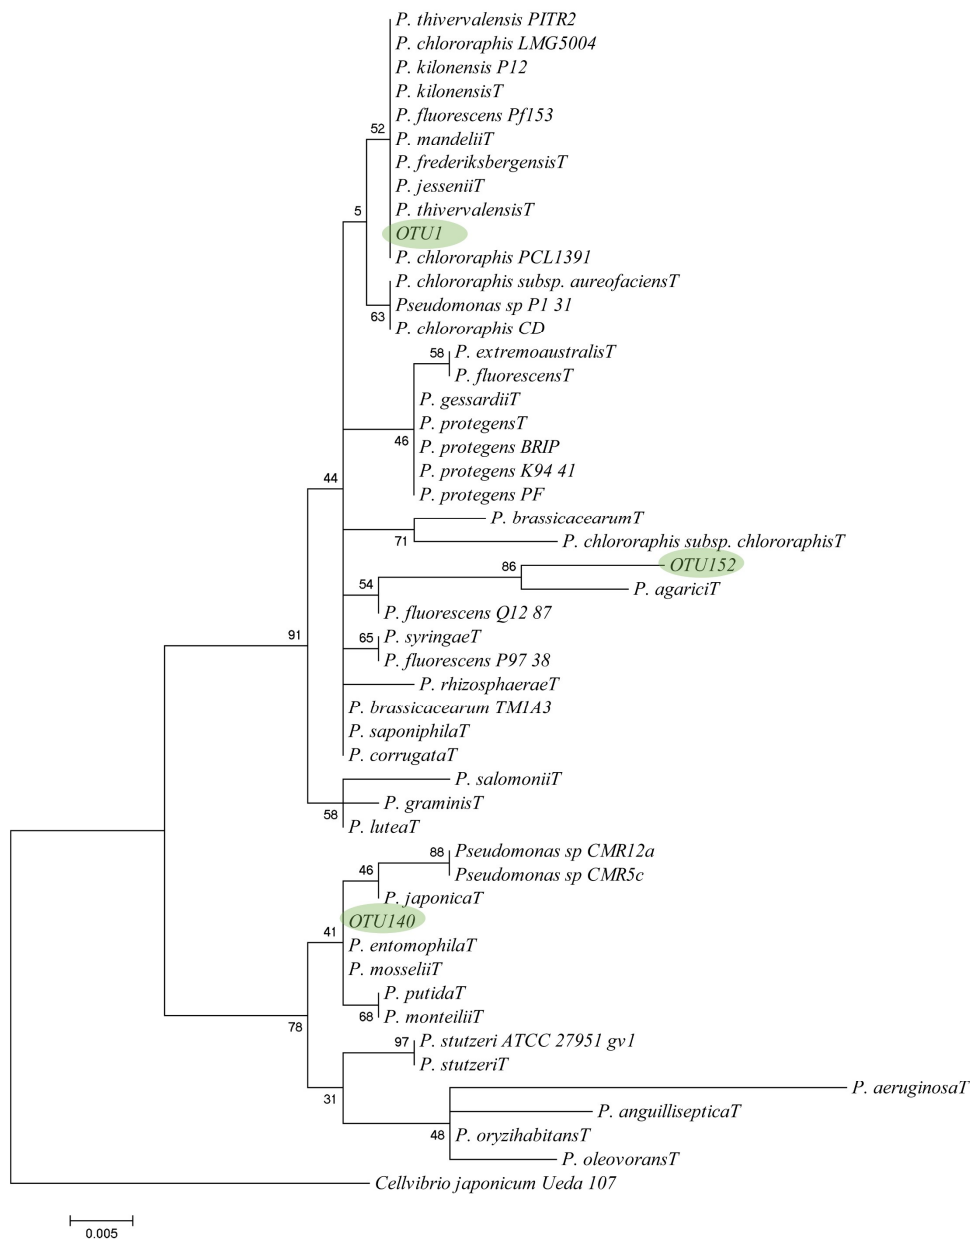 P. thivervalensis PITR2
P. chlororaphis LMG5004
P. kilonensis P12
P. kilonensisT
P. fluorescens Pf153
52
P. mandeliiT
P. frederiksbergensisT
P. jesseniiT
5
P. thivervalensisT
OTU1
P. chlororaphis PCL1391
P. chlororaphis subsp. aureofaciensT
Pseudomonas sp P1 31
63
P. chlororaphis CD
58
P. extremoaustralisT
P. fluorescensT
P. gessardiiT
P. protegensT
46
P. protegens BRIP
P. protegens K94 41
44
P. protegens PF
P. brassicacearumT
71
P. chlororaphis subsp. chlororaphisT
86
OTU152
54
P. agariciT
P. fluorescens Q12 87
91
65
P. syringaeT
P. fluorescens P97 38
P. rhizosphaeraeT
P. brassicacearum TM1A3
P. saponiphilaT
P. corrugataT
P. salomoniiT
P. graminisT
58
P. luteaT
88
Pseudomonas sp CMR12a
46
Pseudomonas sp CMR5c
P. japonicaT
OTU140
41
P. entomophilaT
P. mosseliiT
P. putidaT
68
P. monteiliiT
78
97
P. stutzeri ATCC 27951 gv1
P. stutzeriT
P. aeruginosaT
31
P. anguillisepticaT
48
P. oryzihabitansT
P. oleovoransT
Cellvibrio japonicum Ueda 107
0.005